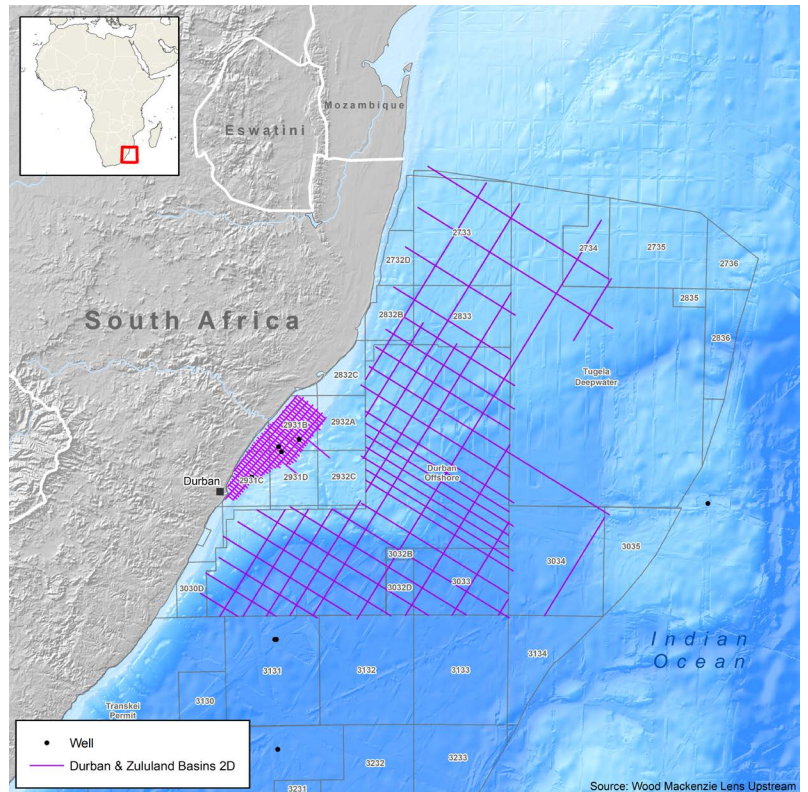 Mozambique
Eswatini
2733
2734
2735
2732D
2736
2835
2832B
2833
2836
South Africa
2832C
Tugela
Deepwater
2931B
2932A
Durban
Offshore
2931C
2931D
2932C
Durban
3032B
3034
3035
3030D
3032D
3033
Indian
Ocean
3134
3131
3132
3133
3130
Transkei
Permit
3232
3233
3231
Well
Durban & Zululand Basins 2D
Source: Wood Mackenzie Lens Upstream